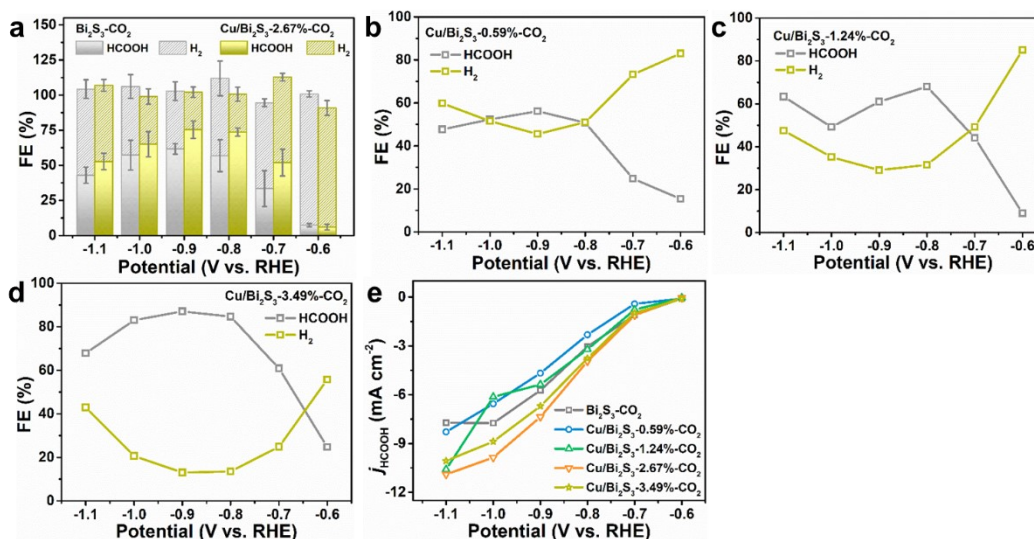 a
Bi₂S₃-CO₂ Cu/Bi₂S₃-2.67%-CO₂
HCOOH H₂ HCOOH H₂
FE (%)
150
125
100
75
50
25
0
-1.1 -1.0 -0.9 -0.8 -0.7 -0.6
Potential (V vs. RHE)
b
Cu/Bi₂S₃-0.59%-CO₂
HCOOH
H₂
FE (%)
100
80
60
40
20
0
-1.1 -1.0 -0.9 -0.8 -0.7 -0.6
Potential (V vs. RHE)
c
Cu/Bi₂S₃-1.24%-CO₂
HCOOH
H₂
FE (%)
100
80
60
40
20
0
-1.1 -1.0 -0.9 -0.8 -0.7 -0.6
Potential (V vs. RHE)
d
Cu/Bi₂S₃-3.49%-CO₂
HCOOH
H₂
FE (%)
100
80
60
40
20
0
-1.1 -1.0 -0.9 -0.8 -0.7 -0.6
Potential (V vs. RHE)
e
jHCOOH (mA cm⁻²)
0
-3
-6
-9
-12
Bi₂S₃-CO₂
Cu/Bi₂S₃-0.59%-CO₂
Cu/Bi₂S₃-1.24%-CO₂
Cu/Bi₂S₃-2.67%-CO₂
Cu/Bi₂S₃-3.49%-CO₂
-1.1 -1.0 -0.9 -0.8 -0.7 -0.6
Potential (V vs. RHE)